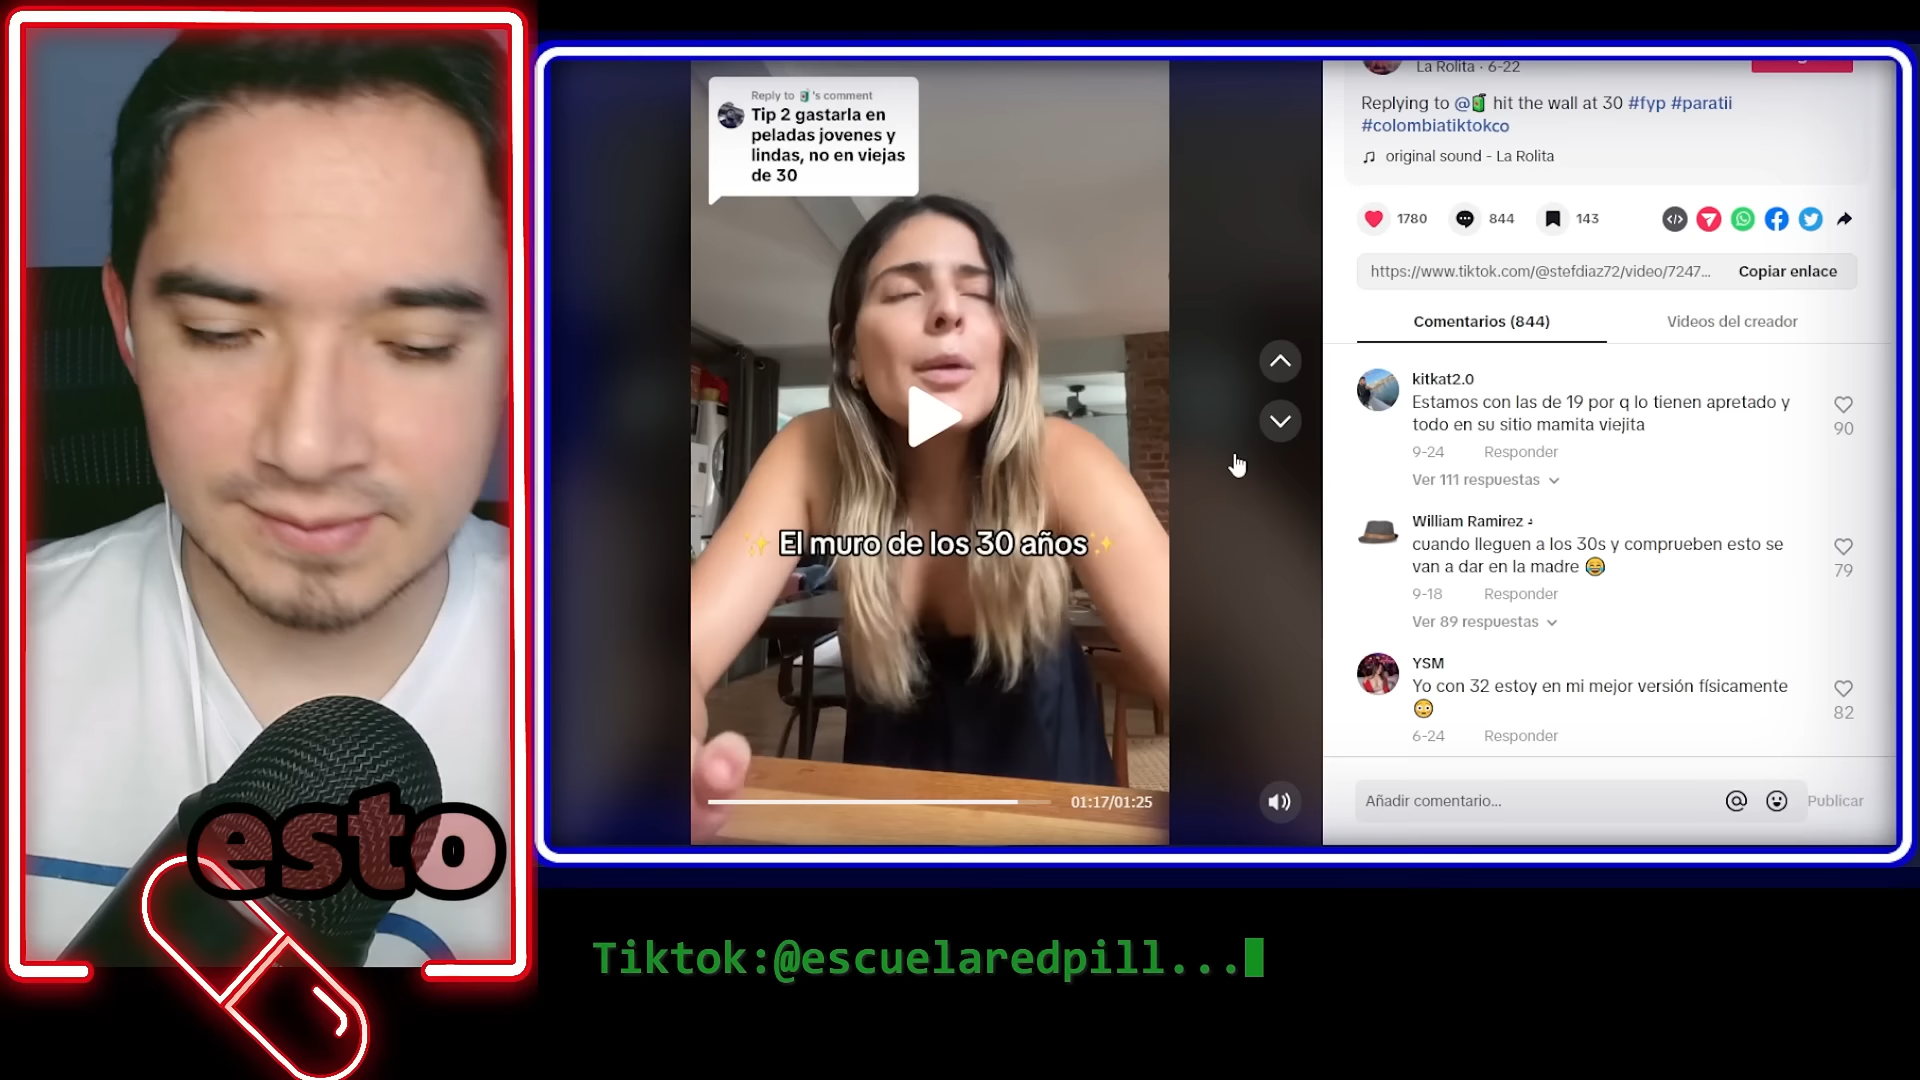 esto
Reply to 's comment
Tip 2 gastarla en
peladas jovenes y
lindas, no en viejas
de 30
✨ El muro de los 30 años ✨
01:17/01:25
La Rolita · 6-22
Replying to @🧃 hit the wall at 30 #fyp #paratii
#colombiatiktokco
original sound - La Rolita
1780
844
143
https://www.tiktok.com/@stefdiaz72/video/7247...
Copiar enlace
Comentarios (844)
Videos del creador
kitkat2.0
Estamos con las de 19 por q lo tienen apretado y
todo en su sitio mamita viejita
90
9-24 Responder
Ver 111 respuestas
William Ramirez
cuando lleguen a los 30s y comprueben esto se
van a dar en la madre 😂
79
9-18 Responder
Ver 89 respuestas
YSM
Yo con 32 estoy en mi mejor versión físicamente
😳
82
6-24 Responder
Añadir comentario...
Publicar
Tiktok:@escuelaredpill...